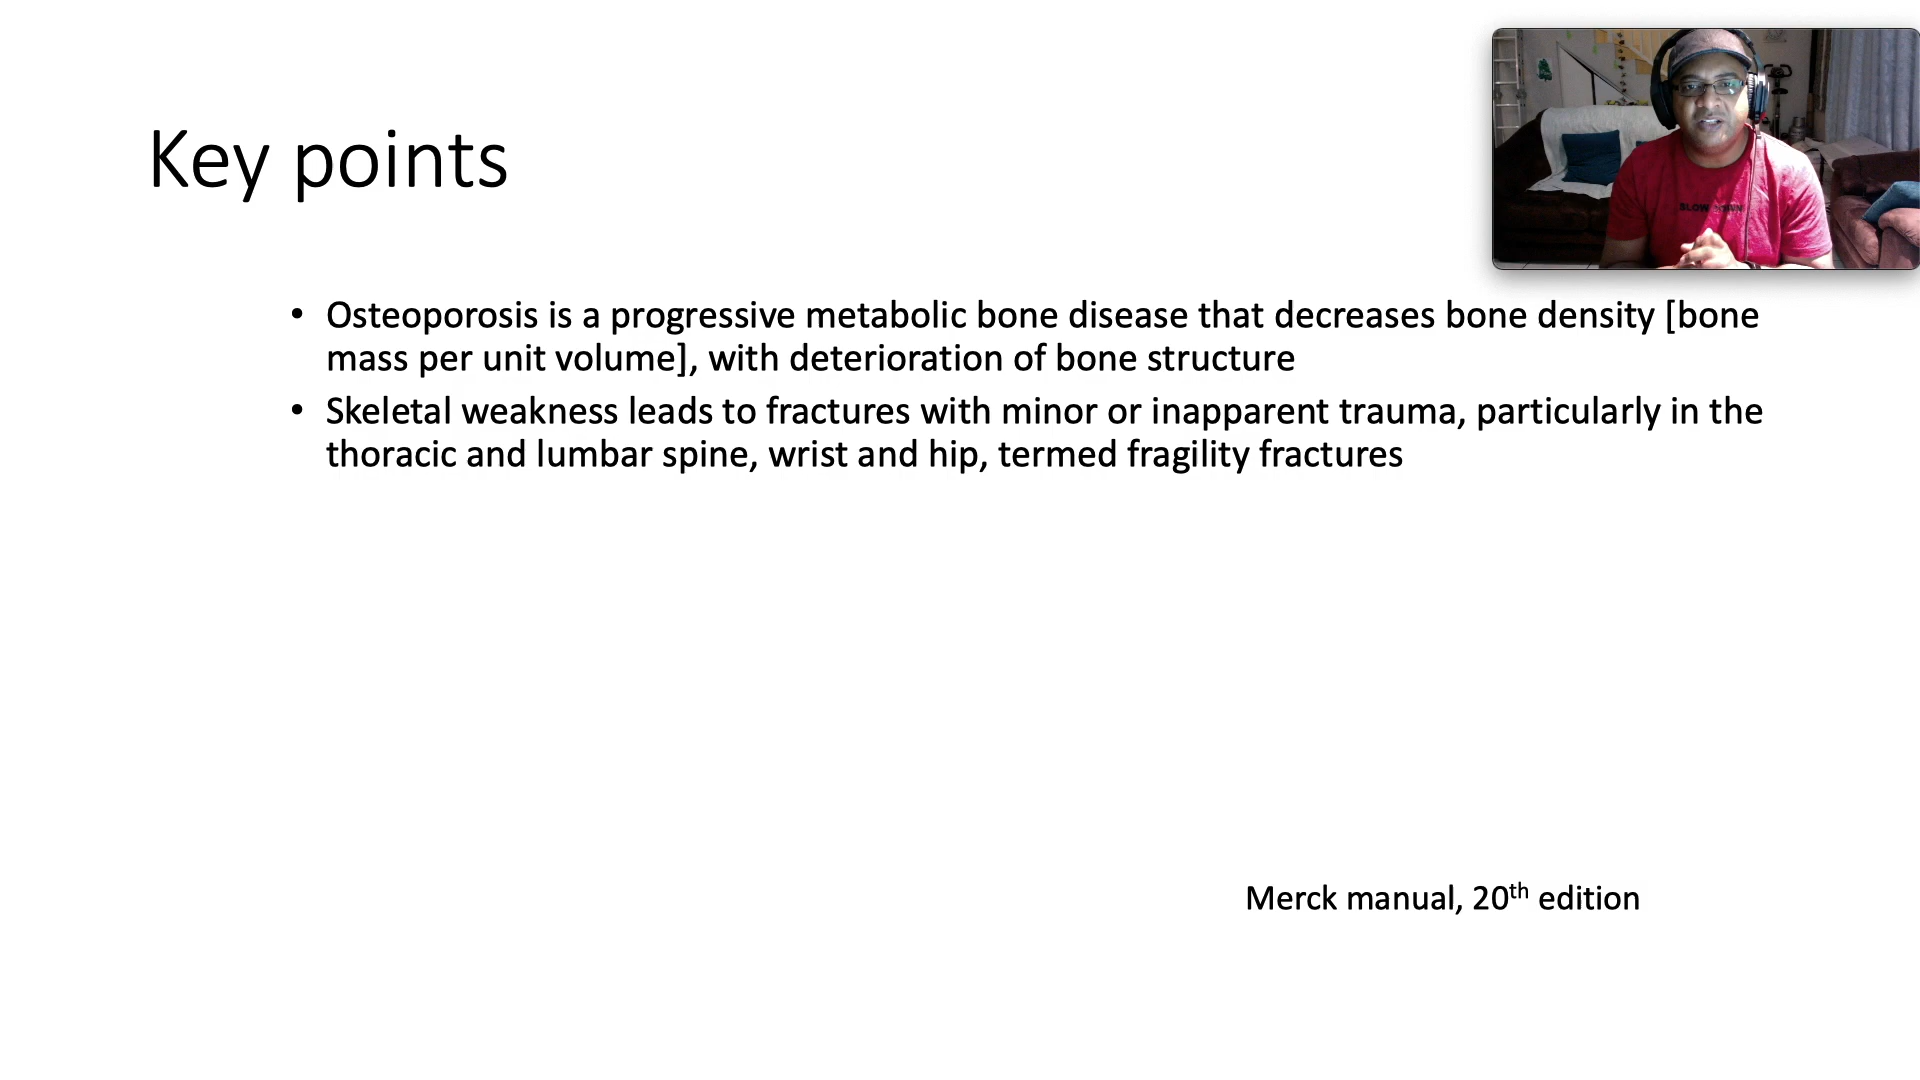 Key points
• Osteoporosis is a progressive metabolic bone disease that decreases bone density [bone
mass per unit volume], with deterioration of bone structure
• Skeletal weakness leads to fractures with minor or inapparent trauma, particularly in the
thoracic and lumbar spine, wrist and hip, termed fragility fractures
Merck manual, 20th edition